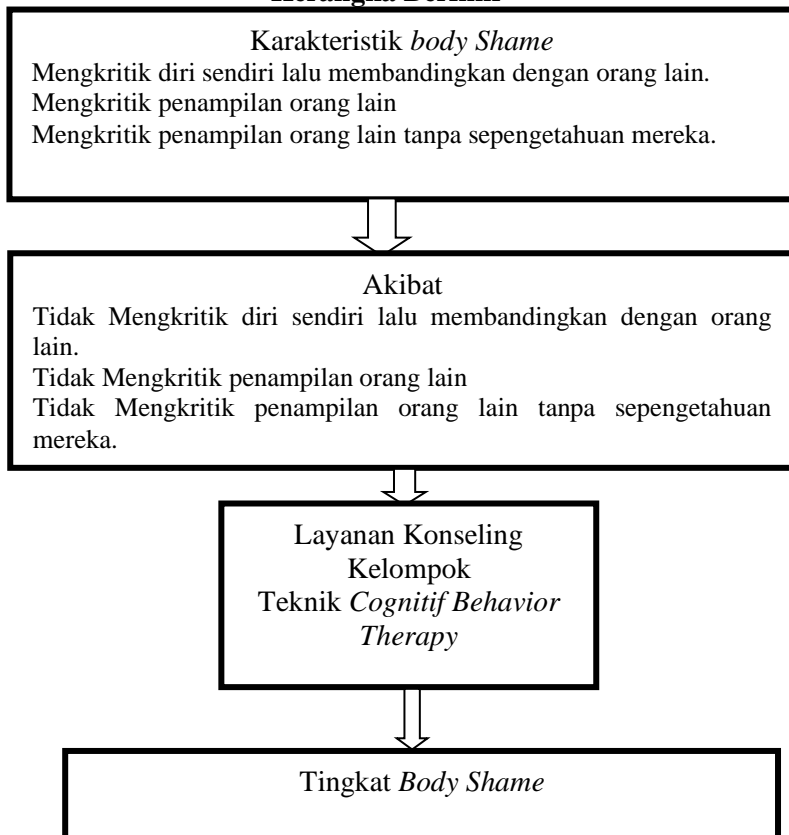 Karakteristik body Shame
Mengkritik diri sendiri lalu membandingkan dengan orang lain.
Mengkritik penampilan orang lain
Mengkritik penampilan orang lain tanpa sepengetahuan mereka.
Akibat
Tidak Mengkritik diri sendiri lalu membandingkan dengan orang
lain.
Tidak Mengkritik penampilan orang lain
Tidak Mengkritik penampilan orang lain tanpa sepengetahuan
mereka.
Layanan Konseling
Kelompok
Teknik Cognitif Behavior
Therapy
Tingkat Body Shame